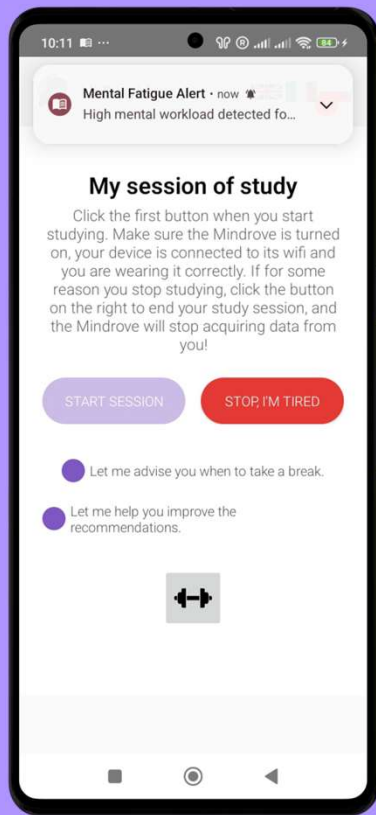 10:11 ...
84
Mental Fatigue Alert • now
High mental workload detected fo...
My session of study
Click the first button when you start
studying. Make sure the Mindrove is turned
on, your device is connected to its wifi and
you are wearing it correctly. If for some
reason you stop studying, click the button
on the right to end your study session, and
the Mindrove will stop acquiring data from
you!
START SESSION
STOP, I'M TIRED
Let me advise you when to take a break.
Let me help you improve the
recommendations.